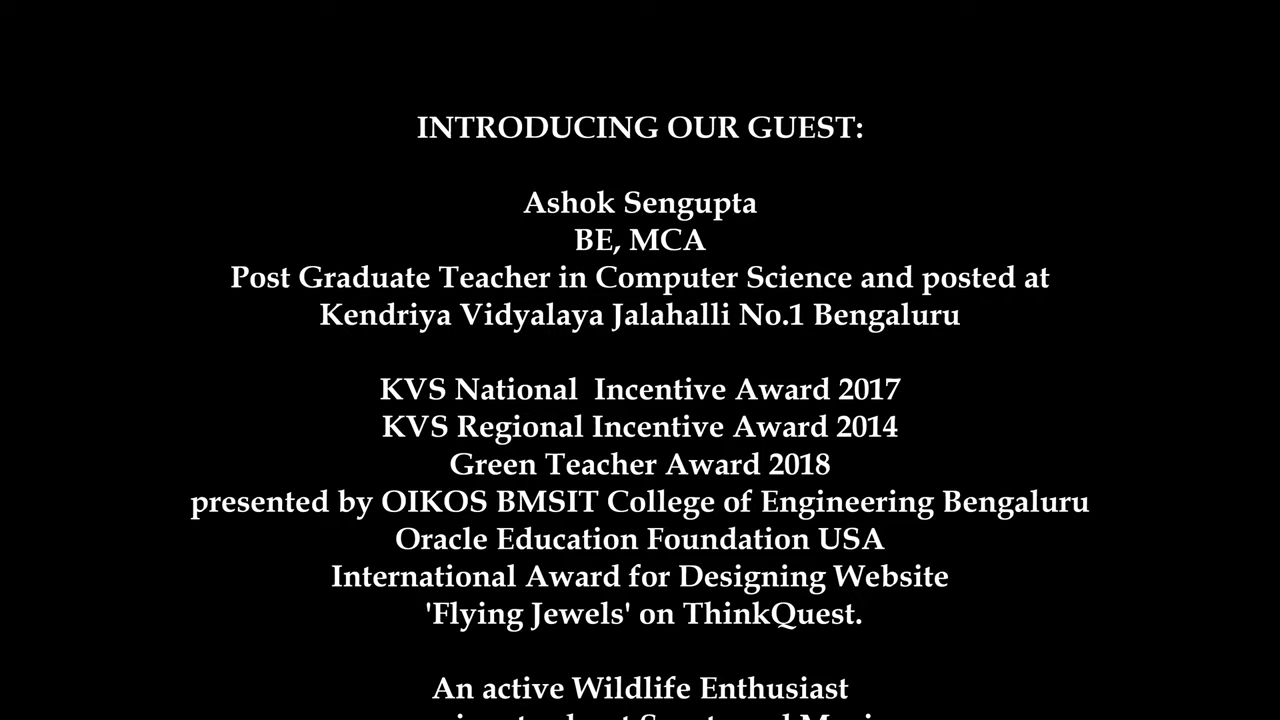 INTRODUCING OUR GUEST:
Ashok Sengupta
BE, MCA
Post Graduate Teacher in Computer Science and posted at
Kendriya Vidyalaya Jalahalli No.1 Bengaluru
KVS National  Incentive Award 2017
KVS Regional Incentive Award 2014
Green Teacher Award 2018
presented by OIKOS BMSIT College of Engineering Bengaluru
Oracle Education Foundation USA
International Award for Designing Website
'Flying Jewels' on ThinkQuest.
An active Wildlife Enthusiast